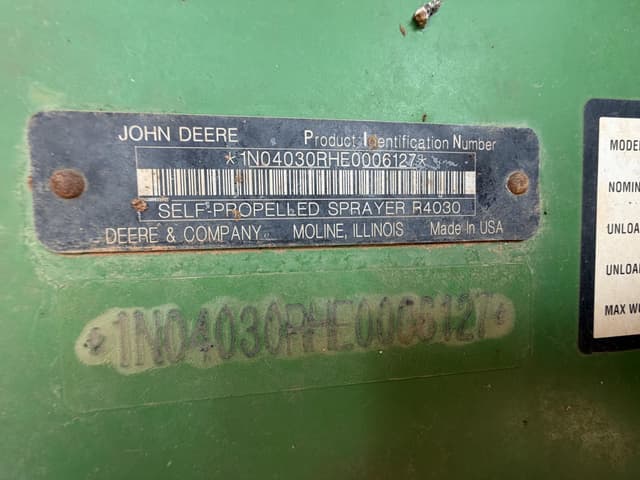 JOHN DEERE Product Identification Number
*1N04030RHE0006127*
SELF-PROPELLED SPRAYER R4030
DEERE & COMPANY MOLINE, ILLINOIS Made In USA
*1N04030RHE0006127*
MODE
NOMIN
UNLOA
UNLOA
MAX W